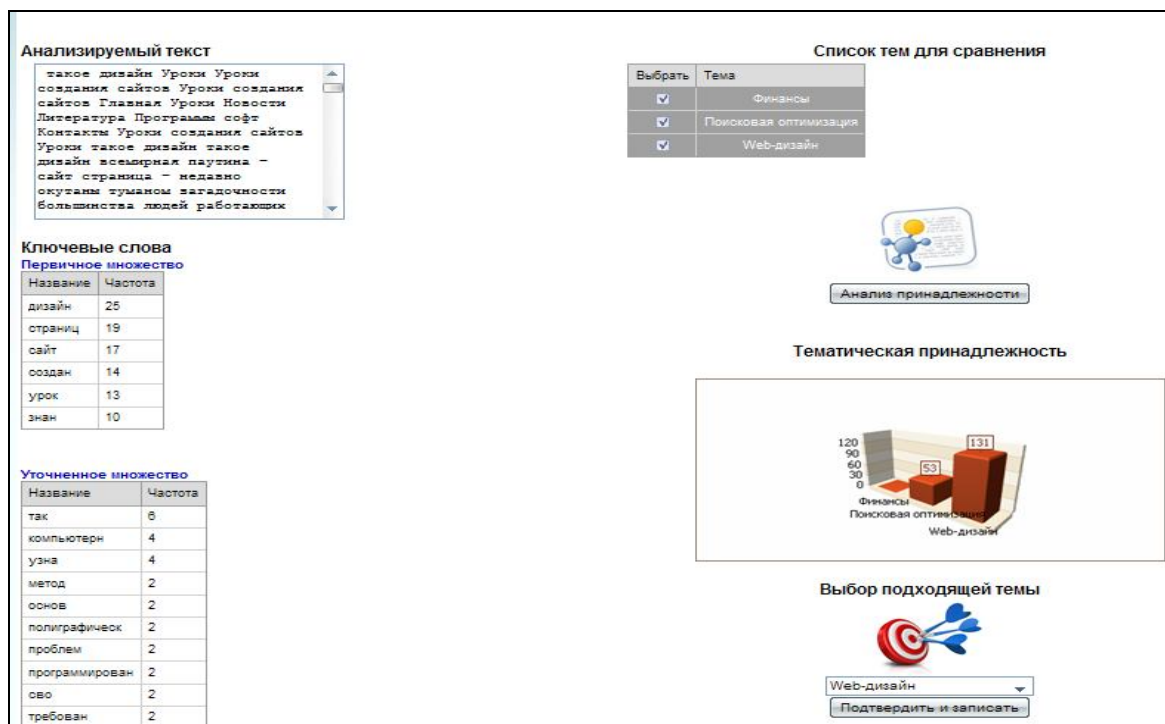 Анализируемый текст
такое дизайн Уроки Уроки
создания сайтов Уроки создания
сайтов Главная Уроки Новости
Литература Программы софт
Контакты Уроки создания сайтов
Уроки такое дизайн такое
дизайн всемирная паутина -
сайт страница - недавно
окутаны туманом загадочности
большинства людей работающих
Ключевые слова
Первичное множество
Название Частота
дизайн 25
страниц 19
сайт 17
создан 14
урок 13
знан 10
Уточненное множество
Название Частота
так 6
компьютерн 4
узна 4
метод 2
основ 2
полиграфическ 2
проблем 2
программирован 2
сво 2
требован 2
Список тем для сравнения
Выбрать Тема
Финансы
Поисковая оптимизация
Web-дизайн
Анализ принадлежности
Тематическая принадлежность
120
90
60
30
0
53
131
Финансы
Поисковая оптимизация
Web-дизайн
Выбор подходящей темы
Web-дизайн
Подтвердить и записать